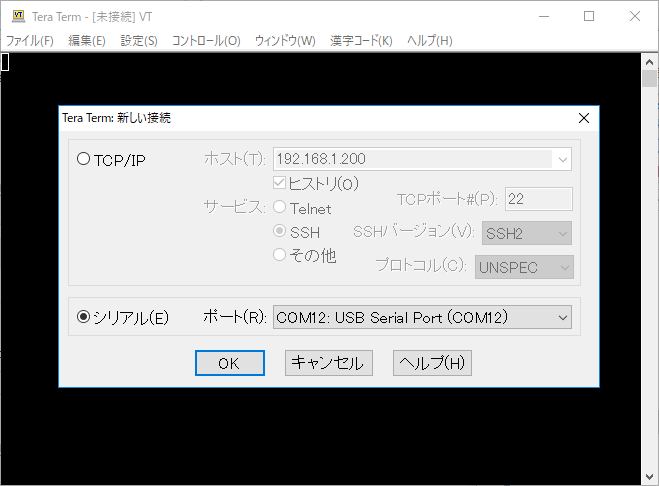 Tera Term - [未接続] VT
ファイル(F) 編集(E) 設定(S) コントロール(O) ウィンドウ(W) 漢字コード(K) ヘルプ(H)
Tera Term: 新しい接続
TCP/IP ホスト(T): 192.168.1.200
ヒストリ(O)
サービス: Telnet TCPポート#(P): 22
SSH SSHバージョン(V): SSH2
その他 プロトコル(C): UNSPEC
シリアル(E) ポート(R): COM12: USB Serial Port (COM12)
OK キャンセル ヘルプ(H)